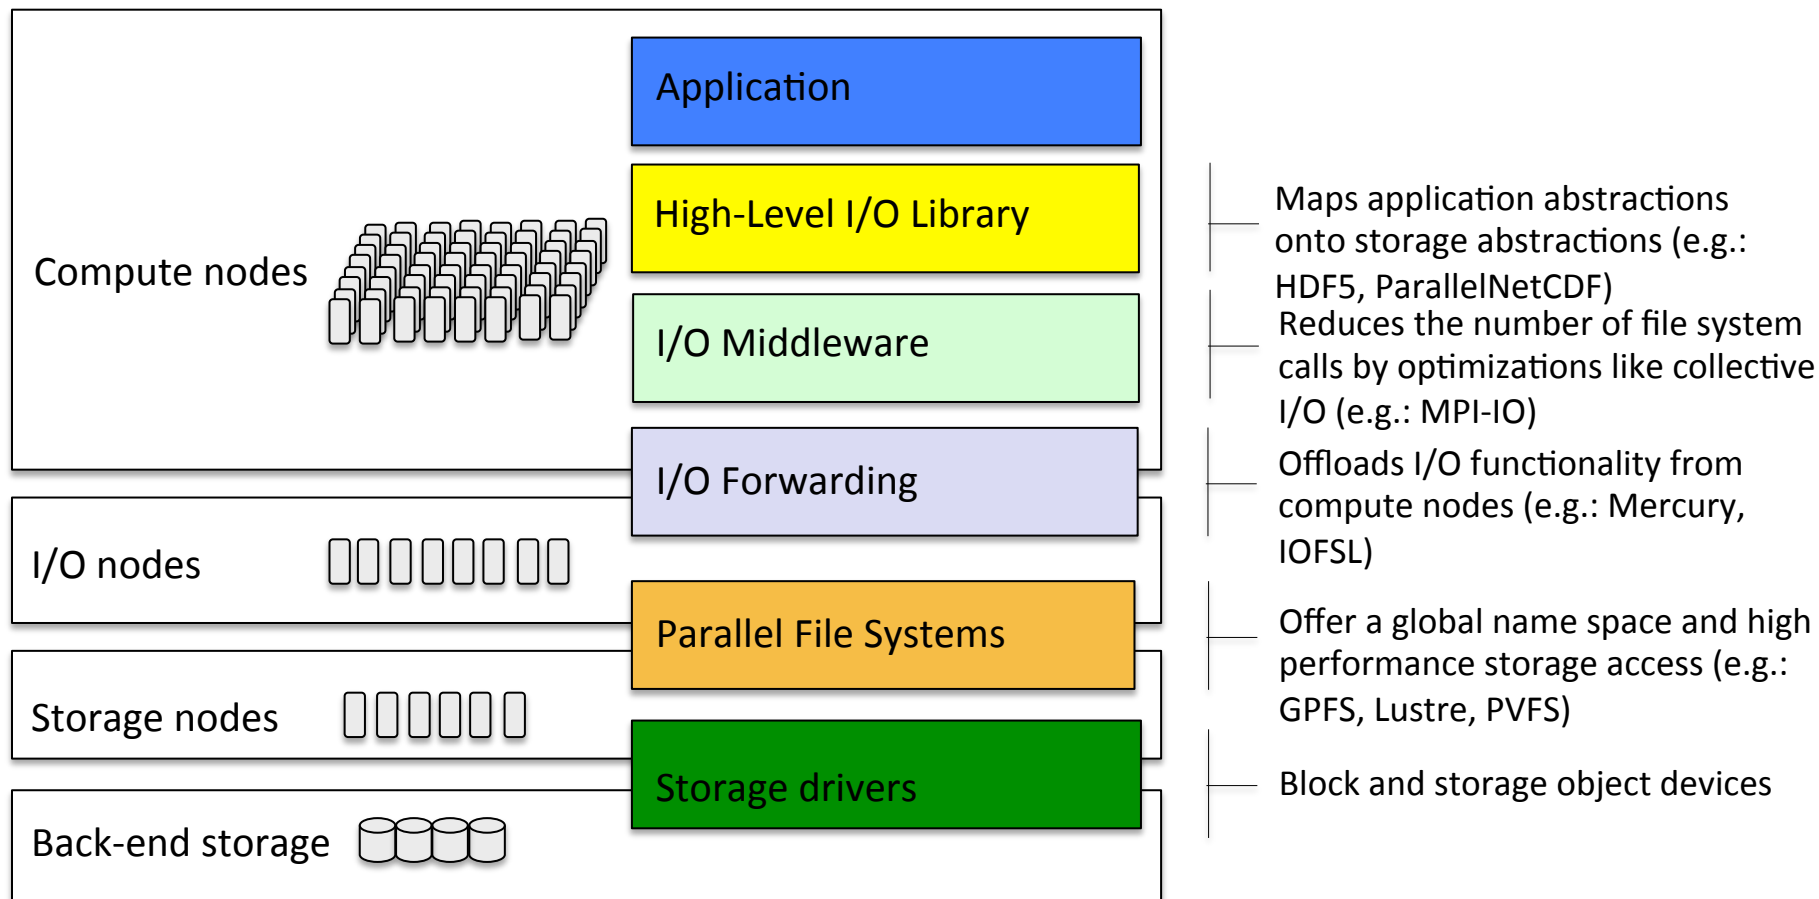 Application
High-Level I/O Library
Maps application abstractions
onto storage abstractions (e.g.:
HDF5, ParallelNetCDF)
Compute nodes
I/O Middleware
Reduces the number of file system
calls by optimizations like collective
I/O (e.g.: MPI-IO)
I/O Forwarding
Offloads I/O functionality from
compute nodes (e.g.: Mercury,
IOFSL)
I/O nodes
Parallel File Systems
Offer a global name space and high
performance storage access (e.g.:
GPFS, Lustre, PVFS)
Storage nodes
Storage drivers
Block and storage object devices
Back-end storage